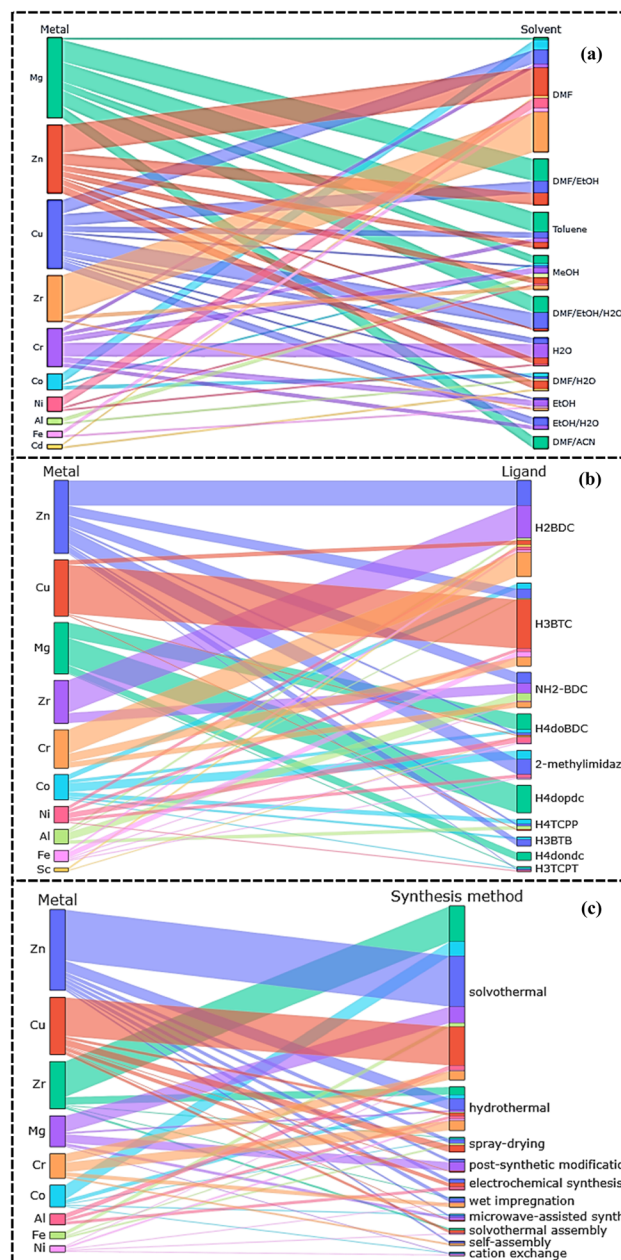 Metal Solvent
(a)
Mg
Zn
Cu
Zr
Cr
Co
Ni
Al
Fe
Cd
DMF
DMF/EtOH
Toluene
MeOH
DMF/EtOH/H2O
H2O
DMF/H2O
EtOH
EtOH/H2O
DMF/ACN
Metal Ligand
(b)
Zn
Cu
Mg
Zr
Cr
Co
Ni
Al
Fe
Sc
H2BDC
H3BTC
NH2-BDC
H4doBDC
2-methylimidaz
H4dopdc
H4TCPP
H3BTB
H4dondc
H3TCPT
Metal Synthesis method
(c)
Zn
Cu
Zr
Mg
Cr
Co
Al
Fe
Ni
solvothermal
hydrothermal
spray-drying
post-synthetic modificatio
electrochemical synthesis
wet impregnation
microwave-assisted synth
solvothermal assembly
self-assembly
cation exchange